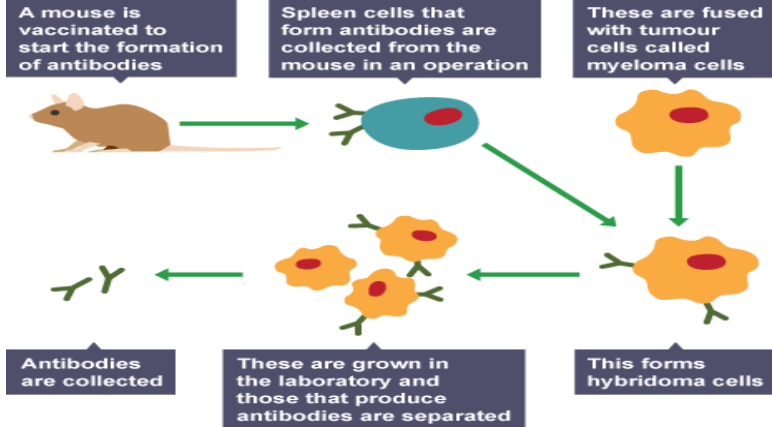 A mouse is
vaccinated to
start the formation
of antibodies
Spleen cells that
form antibodies are
collected from the
mouse in an operation
These are fused
with tumour
cells called
myeloma cells
This forms
hybridoma cells
These are grown in
the laboratory and
those that produce
antibodies are separated
Antibodies
are collected